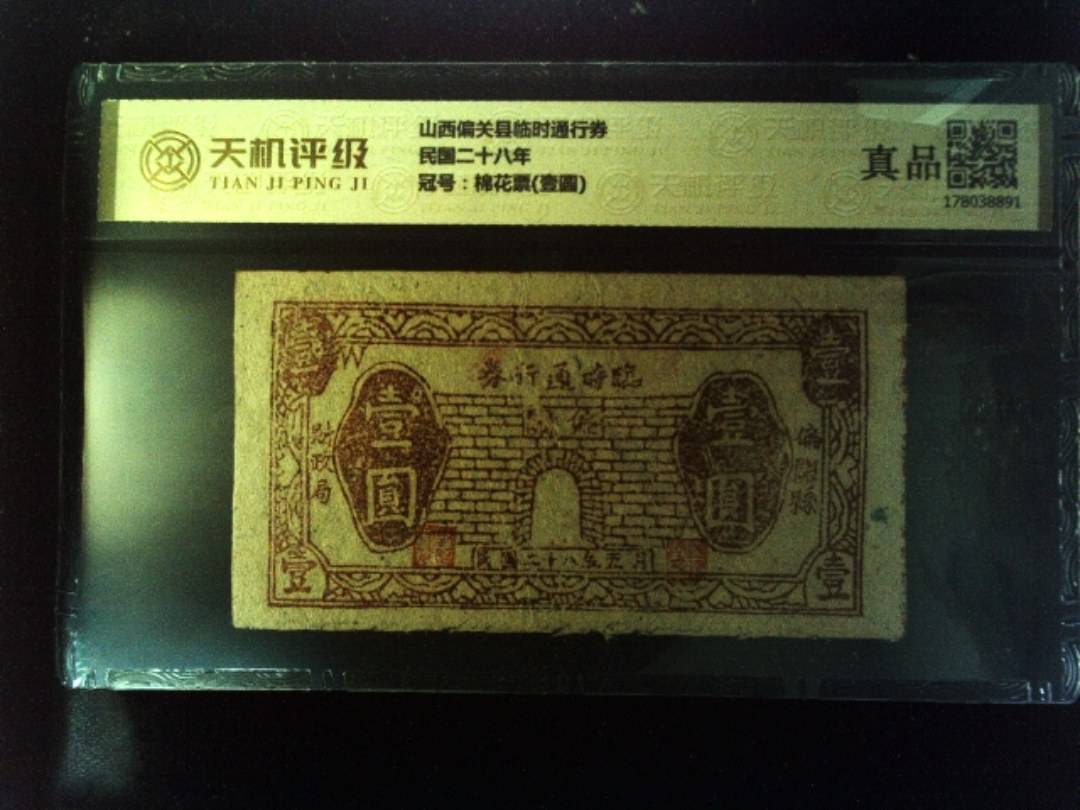 天机评级
TIAN JI PING JI
山西偏关县临时通行券
民国二十八年
冠号：棉花票(壹圆)
真品
178038891
壹
壹
券行通時臨
壹圓
壹圓
財政局
偏關縣
民國二十八年元月
壹
壹